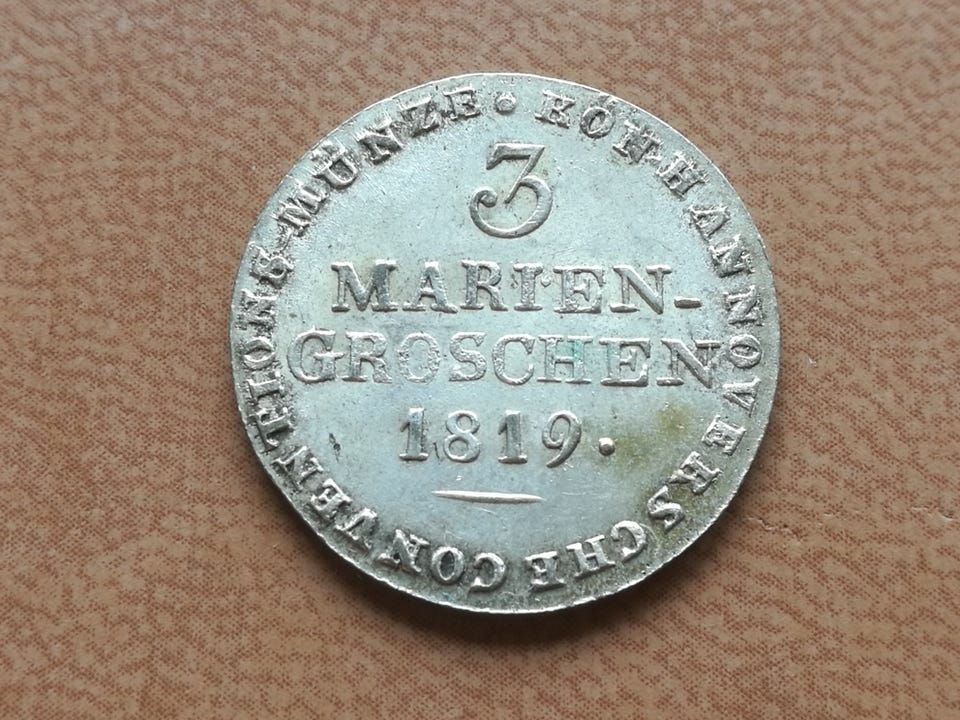 KÖN·HANNOVERSCHE CONVENTIONS-MÜNZE·
3
MARIEN-
GROSCHEN
1819.